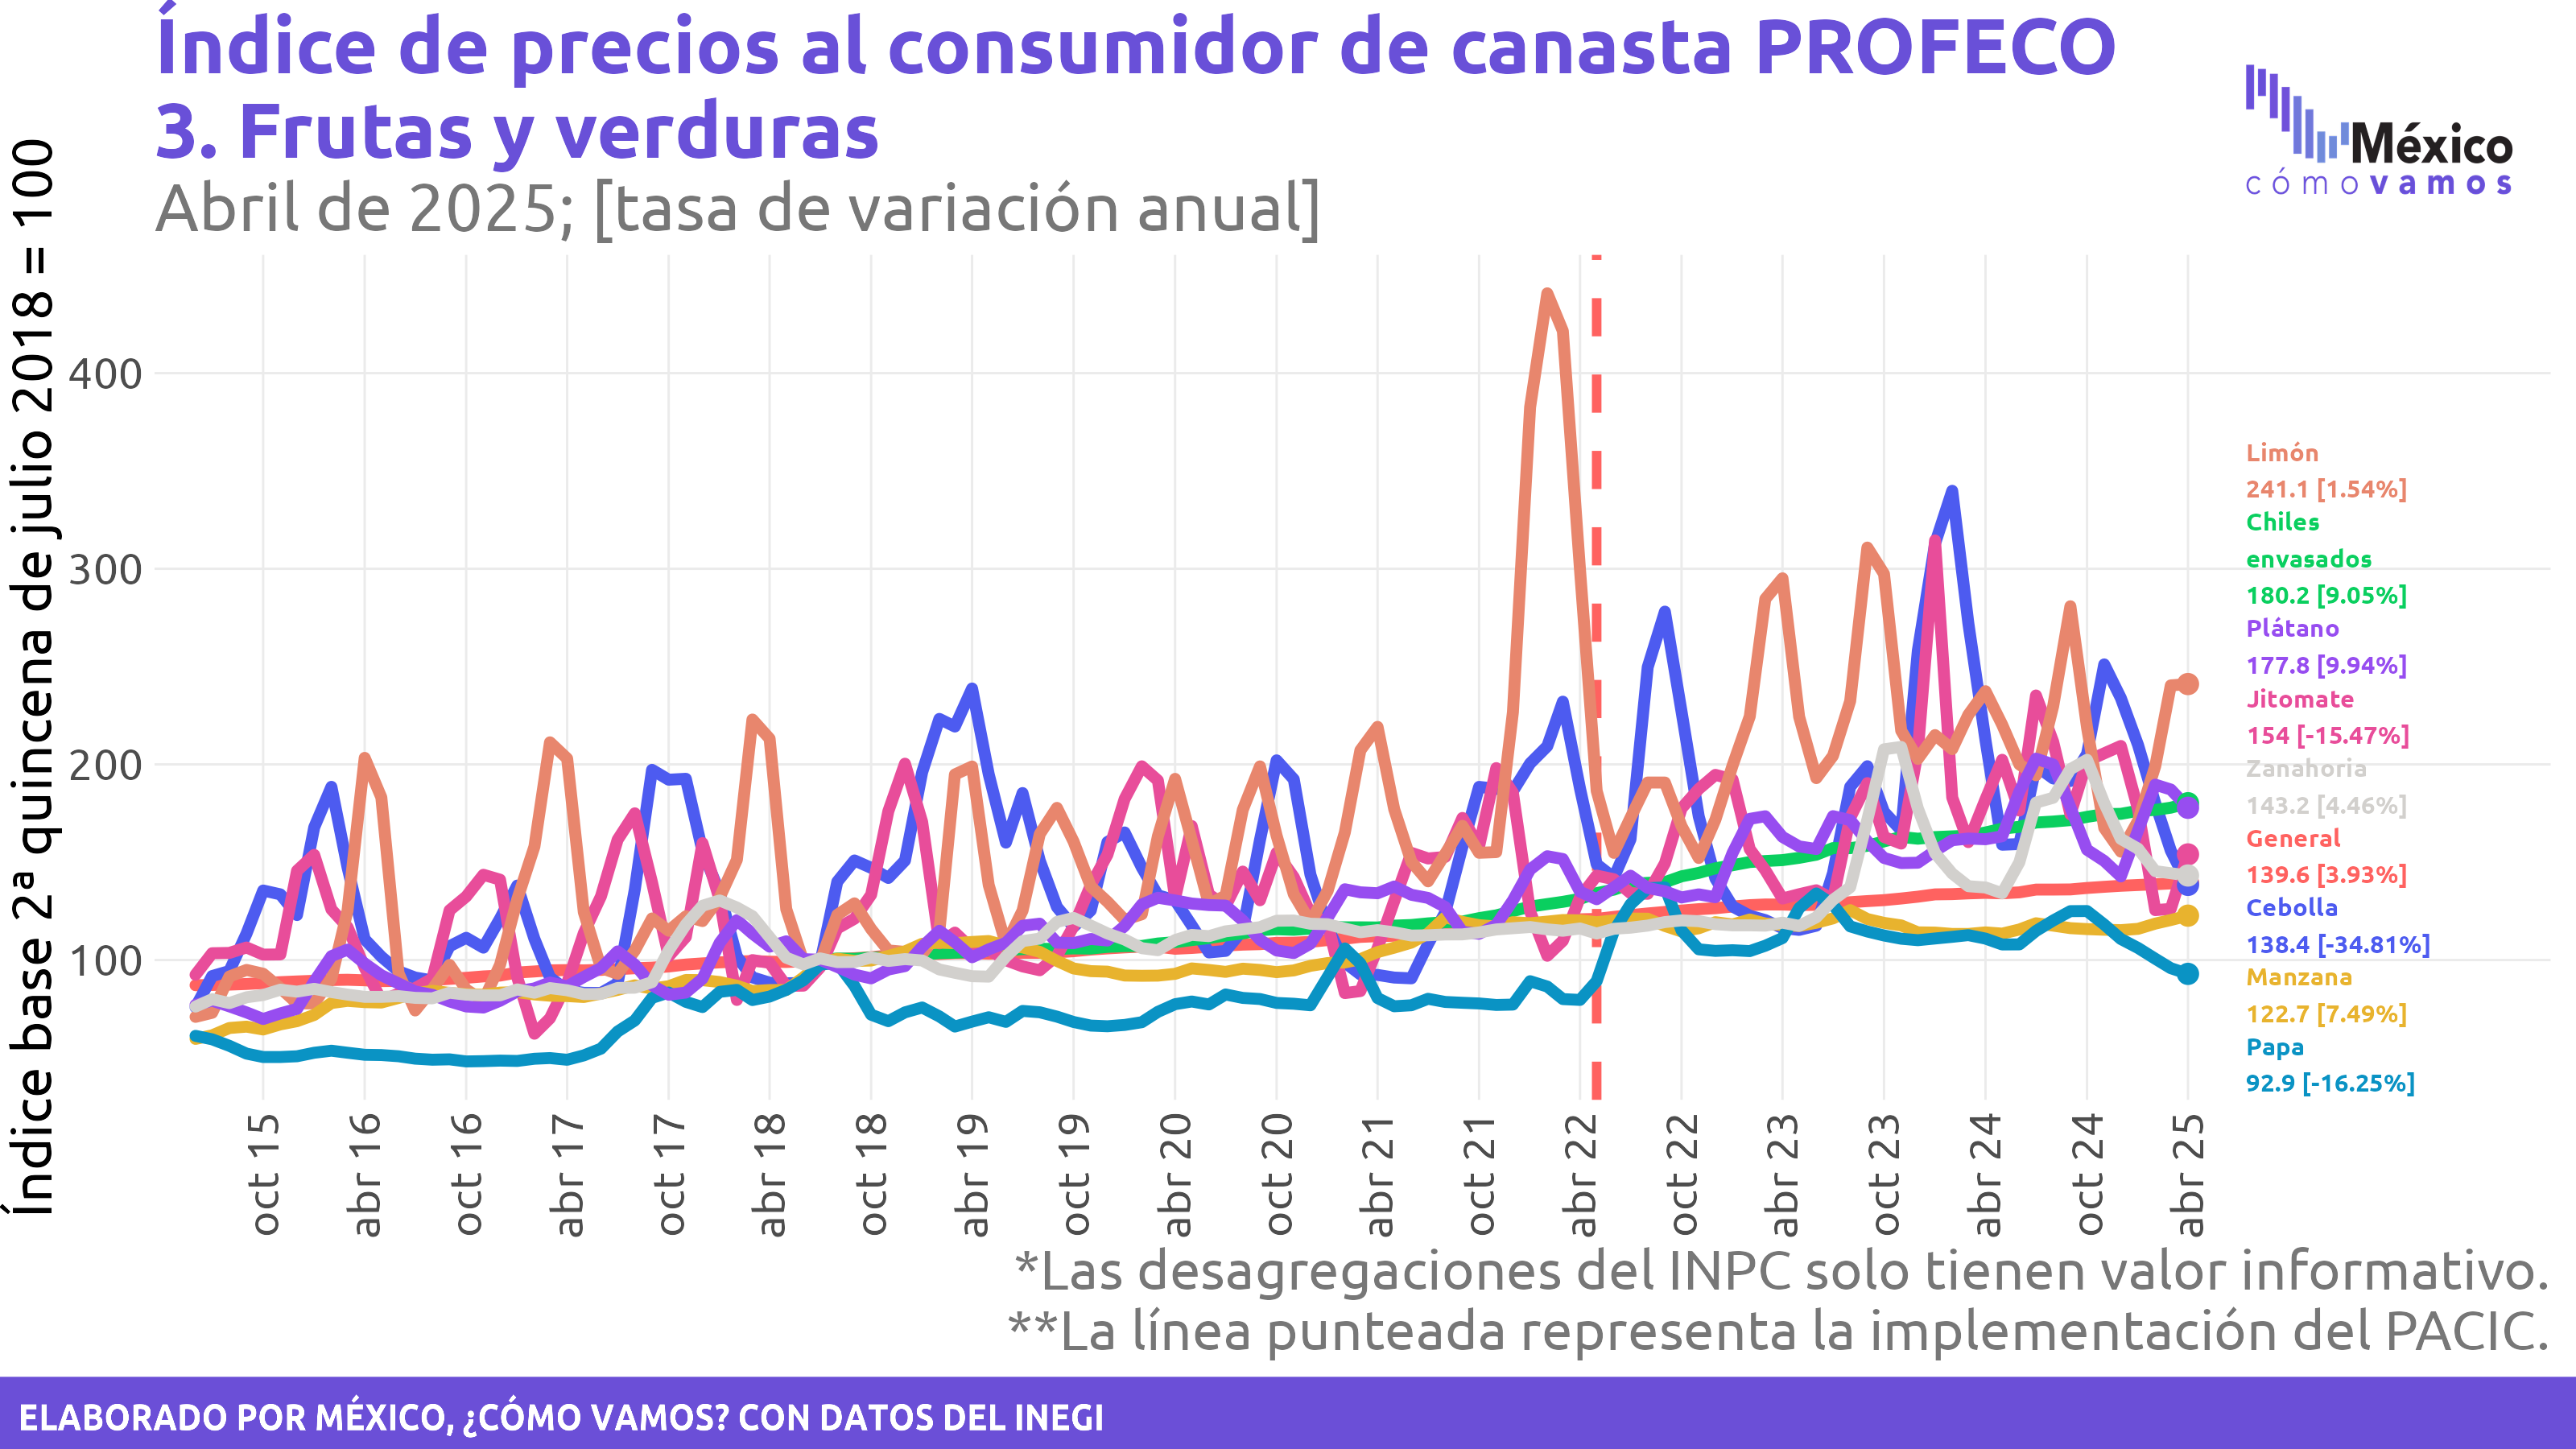 Índice de precios al consumidor de canasta PROFECO
3. Frutas y verduras
Abril de 2025; [tasa de variación anual]
México
cómo vamos
Índice base 2ª quincena de julio 2018 = 100
400
300
200
100
Limón
241.1 [1.54%]
Chiles
envasados
180.2 [9.05%]
Plátano
177.8 [9.94%]
Jitomate
154 [-15.47%]
Zanahoria
143.2 [4.46%]
General
139.6 [3.93%]
Cebolla
138.4 [-34.81%]
Manzana
122.7 [7.49%]
Papa
92.9 [-16.25%]
oct 15
abr 16
oct 16
abr 17
oct 17
abr 18
oct 18
abr 19
oct 19
abr 20
oct 20
abr 21
oct 21
abr 22
oct 22
abr 23
oct 23
abr 24
oct 24
abr 25
*Las desagregaciones del INPC solo tienen valor informativo.
**La línea punteada representa la implementación del PACIC.
ELABORADO POR MÉXICO, ¿CÓMO VAMOS? CON DATOS DEL INEGI